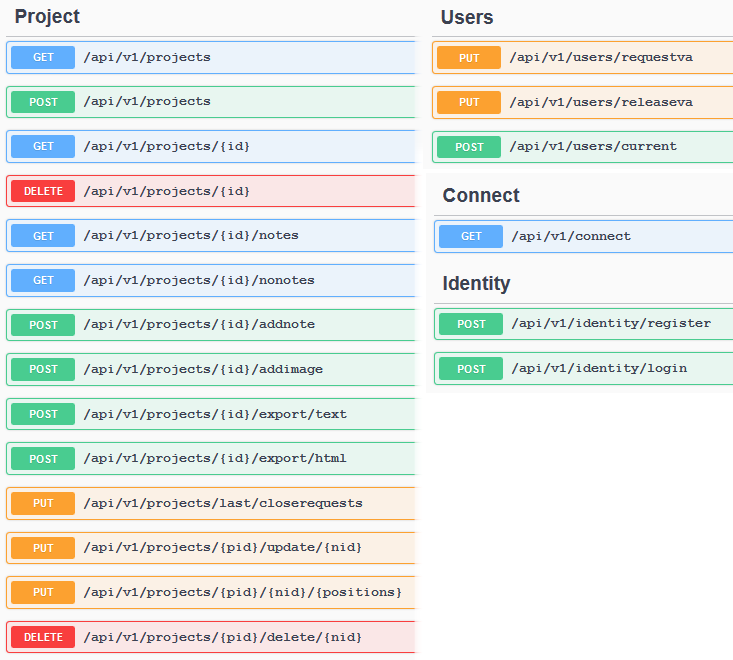 Project
GET /api/v1/projects
POST /api/v1/projects
GET /api/v1/projects/{id}
DELETE /api/v1/projects/{id}
GET /api/v1/projects/{id}/notes
GET /api/v1/projects/{id}/nonotes
POST /api/v1/projects/{id}/addnote
POST /api/v1/projects/{id}/addimage
POST /api/v1/projects/{id}/export/text
POST /api/v1/projects/{id}/export/html
PUT /api/v1/projects/last/closerequests
PUT /api/v1/projects/{pid}/update/{nid}
PUT /api/v1/projects/{pid}/{nid}/{positions}
DELETE /api/v1/projects/{pid}/delete/{nid}
Users
PUT /api/v1/users/requestva
PUT /api/v1/users/releaseva
POST /api/v1/users/current
Connect
GET /api/v1/connect
Identity
POST /api/v1/identity/register
POST /api/v1/identity/login